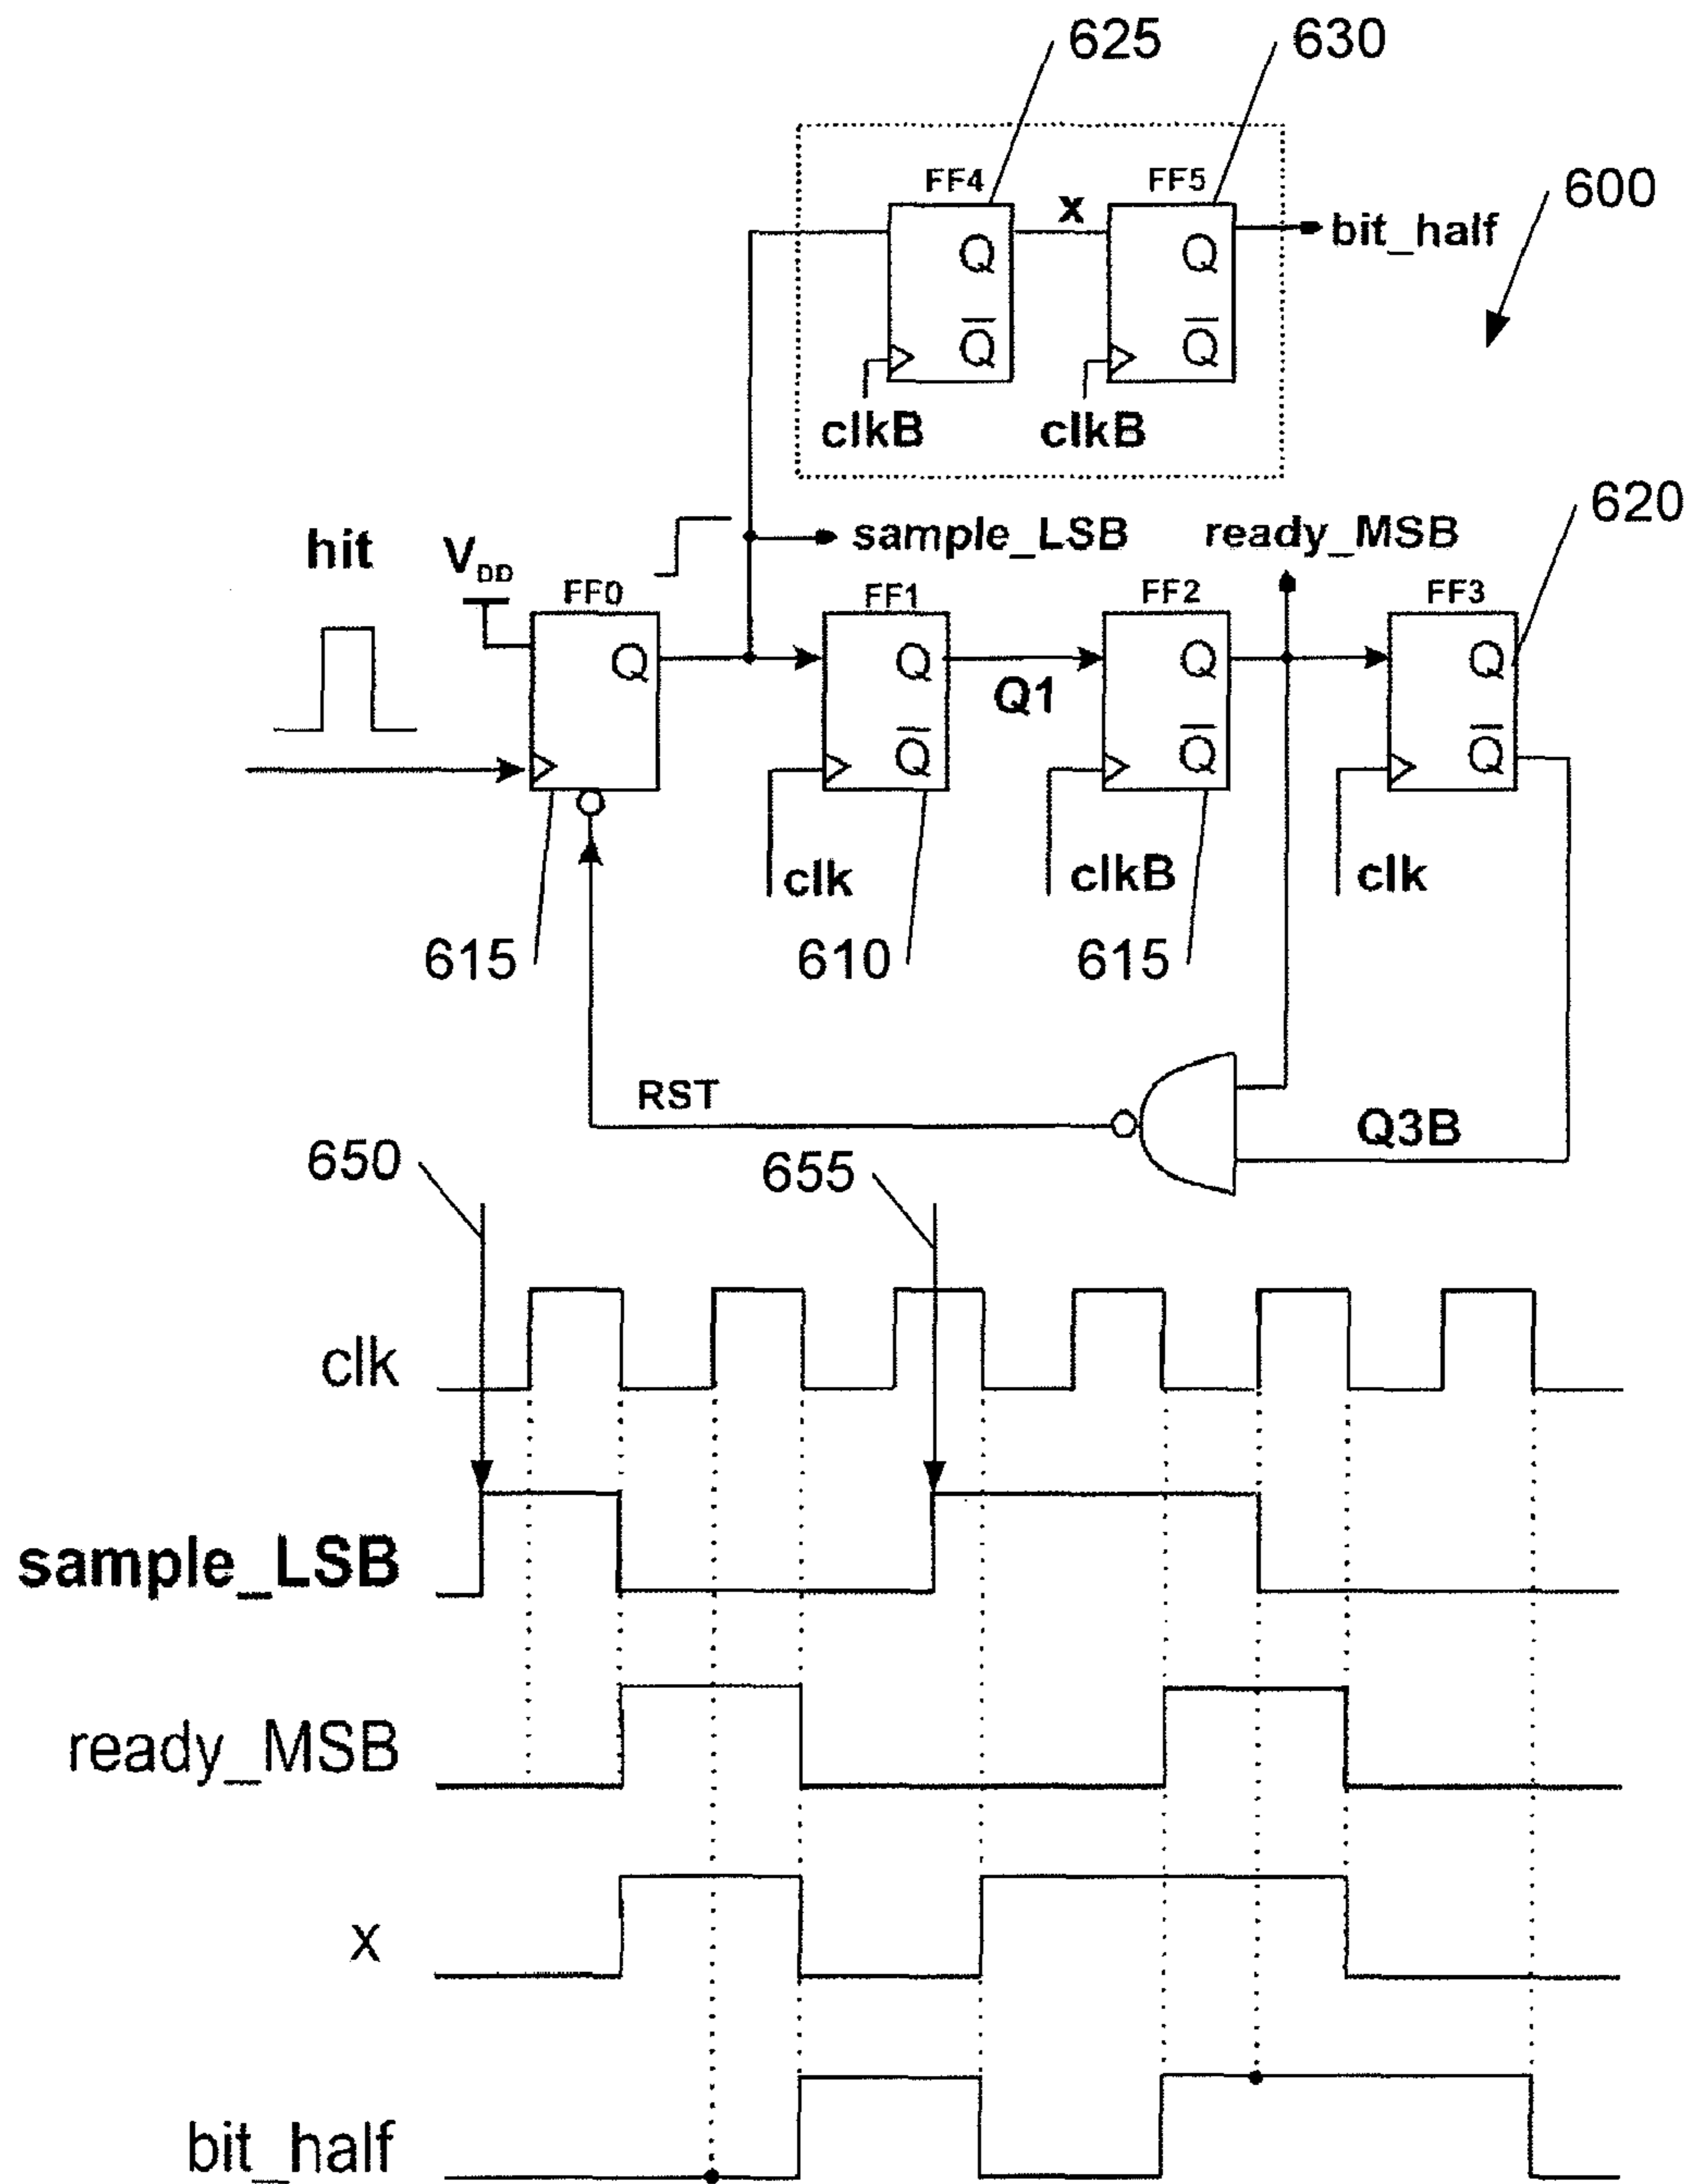 625 630
FF4 FF5 600
x bit_half
Q Q
Q̅ Q̅
clkB clkB
620
hit VDD sample_LSB ready_MSB
FF0 FF1 FF2 FF3
Q Q Q Q
Q1
Q̅ Q̅ Q̅
clk clkB clk
615 610 615
RST
Q3B
650 655
clk
sample_LSB
ready_MSB
x
bit_half